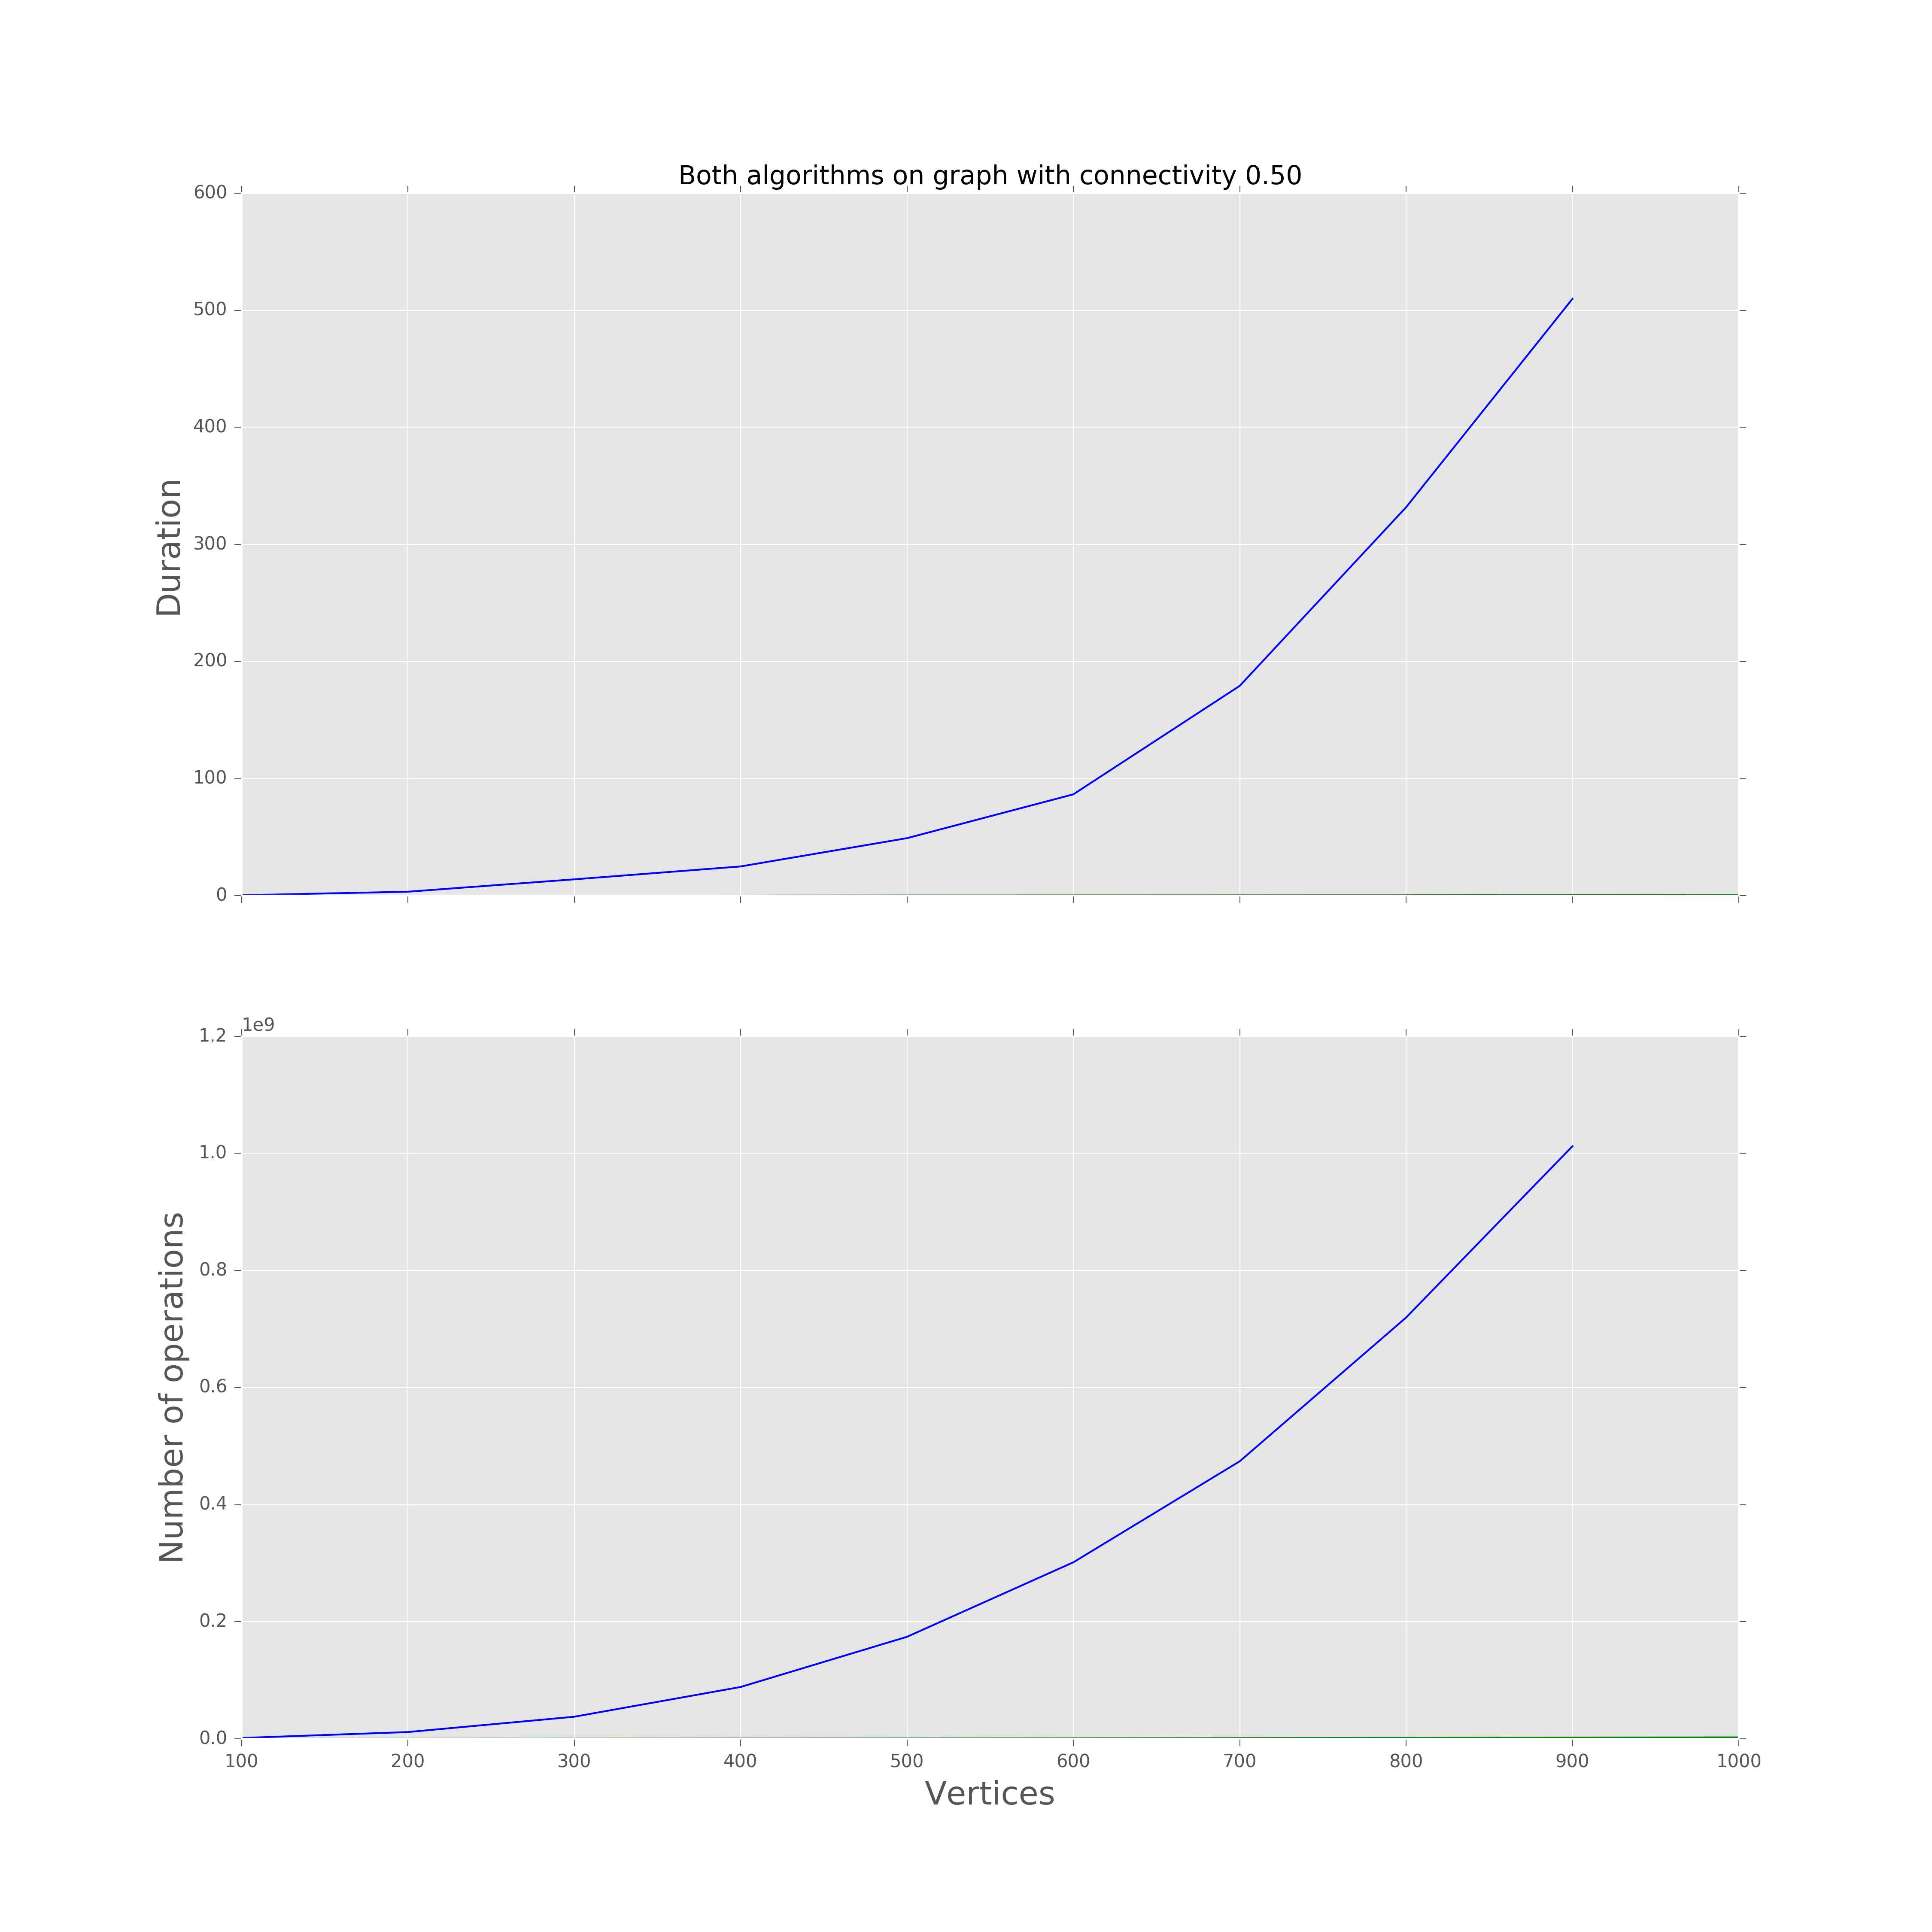 Both algorithms on graph with connectivity 0.50
600
500
400
300
200
100
0
Duration
1e9
1.2
1.0
0.8
0.6
0.4
0.2
0.0
Number of operations
100 200 300 400 500 600 700 800 900 1000
Vertices